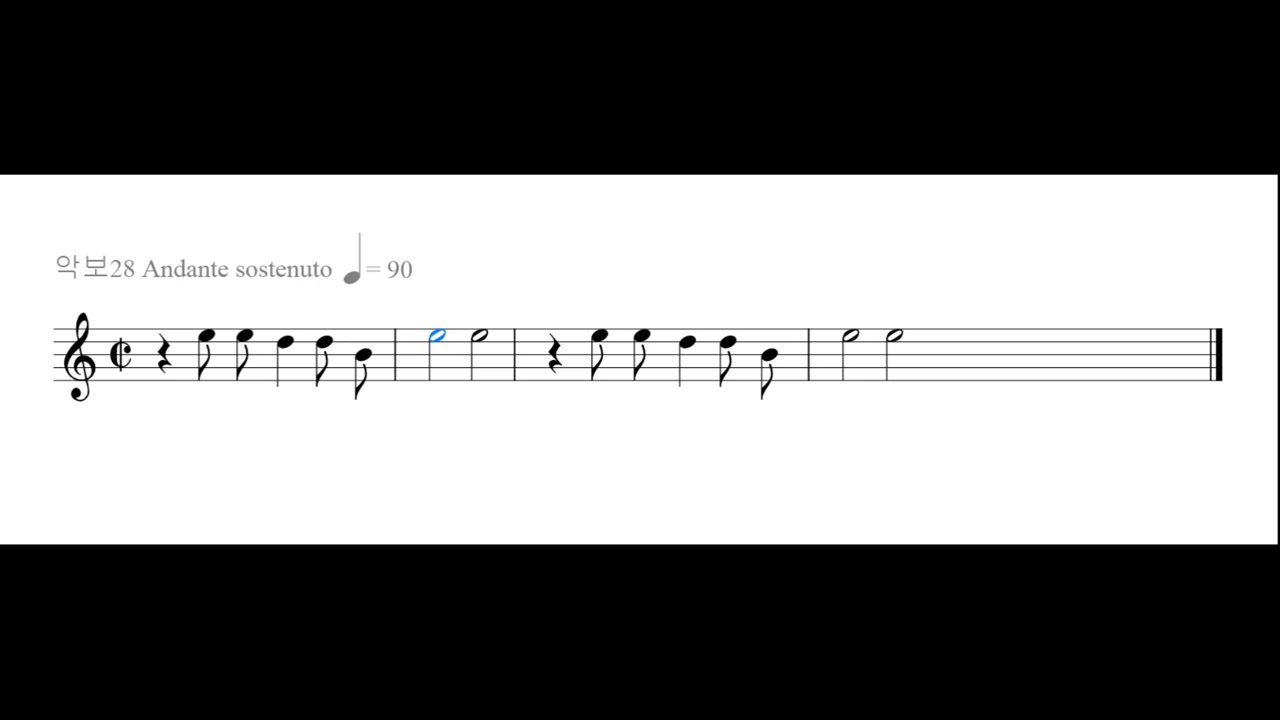 악보28 Andante sostenuto ♩ = 90